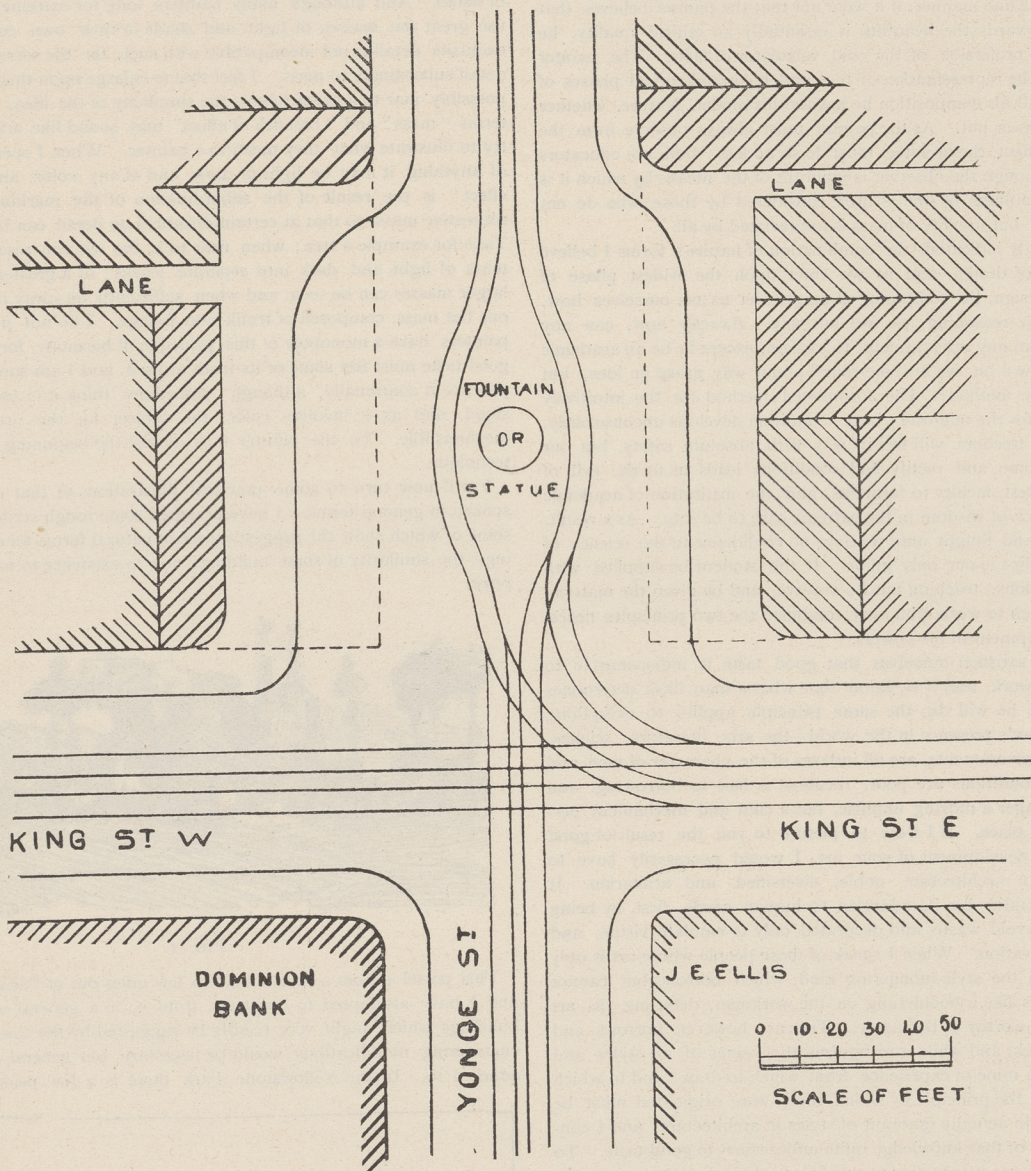 LANE
LANE
FOUNTAIN
OR
STATUE
KING ST W
KING ST E
DOMINION
BANK
YONGE ST
J E ELLIS
0 10 20 30 40 50
SCALE OF FEET